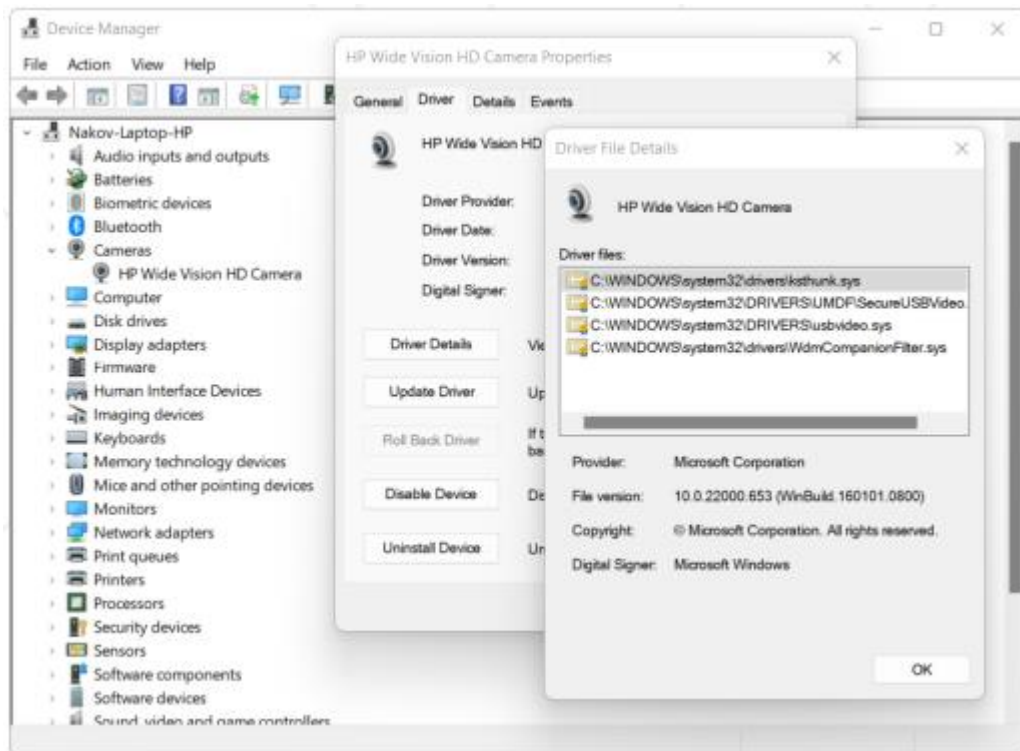 Device Manager
File Action View Help
Nakov-Laptop-HP
Audio inputs and outputs
Batteries
Biometric devices
Bluetooth
Cameras
HP Wide Vision HD Camera
Computer
Disk drives
Display adapters
Firmware
Human Interface Devices
Imaging devices
Keyboards
Memory technology devices
Mice and other pointing devices
Monitors
Network adapters
Print queues
Printers
Processors
Security devices
Sensors
Software components
Software devices
Sound, video and game controllers
HP Wide Vision HD Camera Properties
General Driver Details Events
HP Wide Vision HD
Driver Provider:
Driver Date:
Driver Version:
Digital Signer:
Driver Details Vie
Update Driver Up
Roll Back Driver If t
ba
Disable Device De
Uninstall Device Un
Driver File Details
HP Wide Vision HD Camera
Driver files:
C:\WINDOWS\system32\drivers\ksthunk.sys
C:\WINDOWS\system32\DRIVERS\UMDF\SecureUSBVideo.
C:\WINDOWS\system32\DRIVERS\usbvideo.sys
C:\WINDOWS\system32\drivers\WdmCompanionFilter.sys
Provider: Microsoft Corporation
File version: 10.0.22000.653 (WinBuild.160101.0800)
Copyright: © Microsoft Corporation. All rights reserved.
Digital Signer: Microsoft Windows
OK